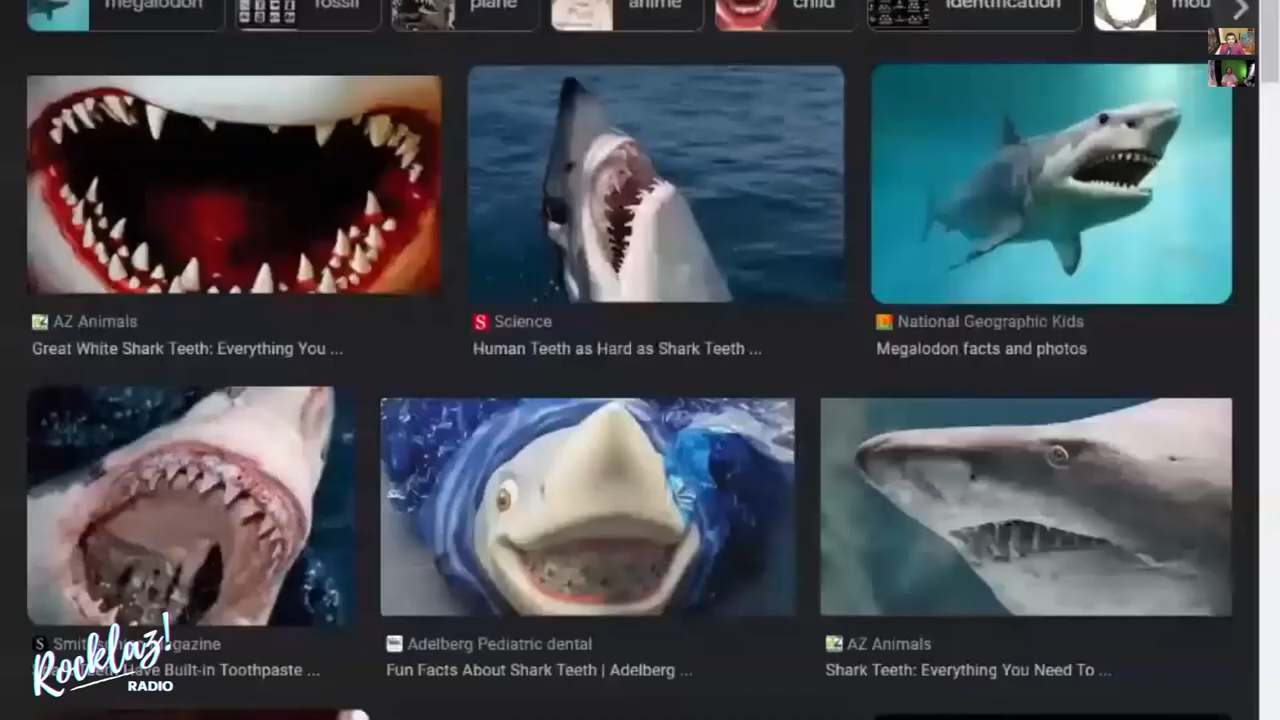 megalodon
fossil
plane
anime
child
identification
mou
AZ Animals
Great White Shark Teeth: Everything You ...
Science
Human Teeth as Hard as Shark Teeth ...
National Geographic Kids
Megalodon facts and photos
Adelberg Pediatric dental
Fun Facts About Shark Teeth | Adelberg ...
AZ Animals
Shark Teeth: Everything You Need To ...
Have Built-in Toothpaste ...
Rocklaz!
RADIO